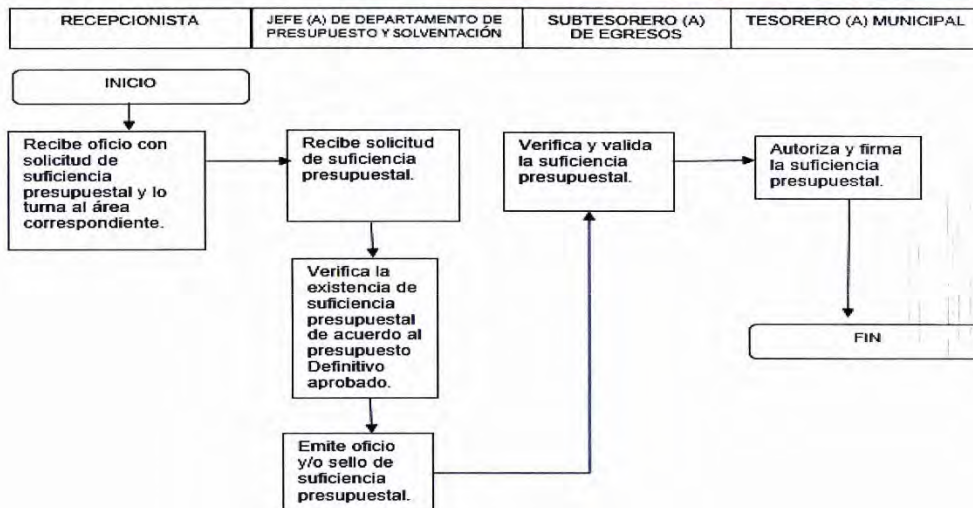 RECEPCIONISTA
JEFE (A) DE DEPARTAMENTO DE
PRESUPUESTO Y SOLVENTACIÓN
SUBTESORERO (A)
DE EGRESOS
TESORERO (A) MUNICIPAL
INICIO
Recibe oficio con
solicitud de
suficiencia
presupuestal y lo
turna al área
correspondiente.
Recibe solicitud
de suficiencia
presupuestal.
Verifica la
existencia de
suficiencia
presupuestal
de acuerdo al
presupuesto
Definitivo
aprobado.
Emite oficio
y/o sello de
suficiencia
presupuestal.
Verifica y valida
la suficiencia
presupuestal.
Autoriza y firma
la suficiencia
presupuestal.
FIN